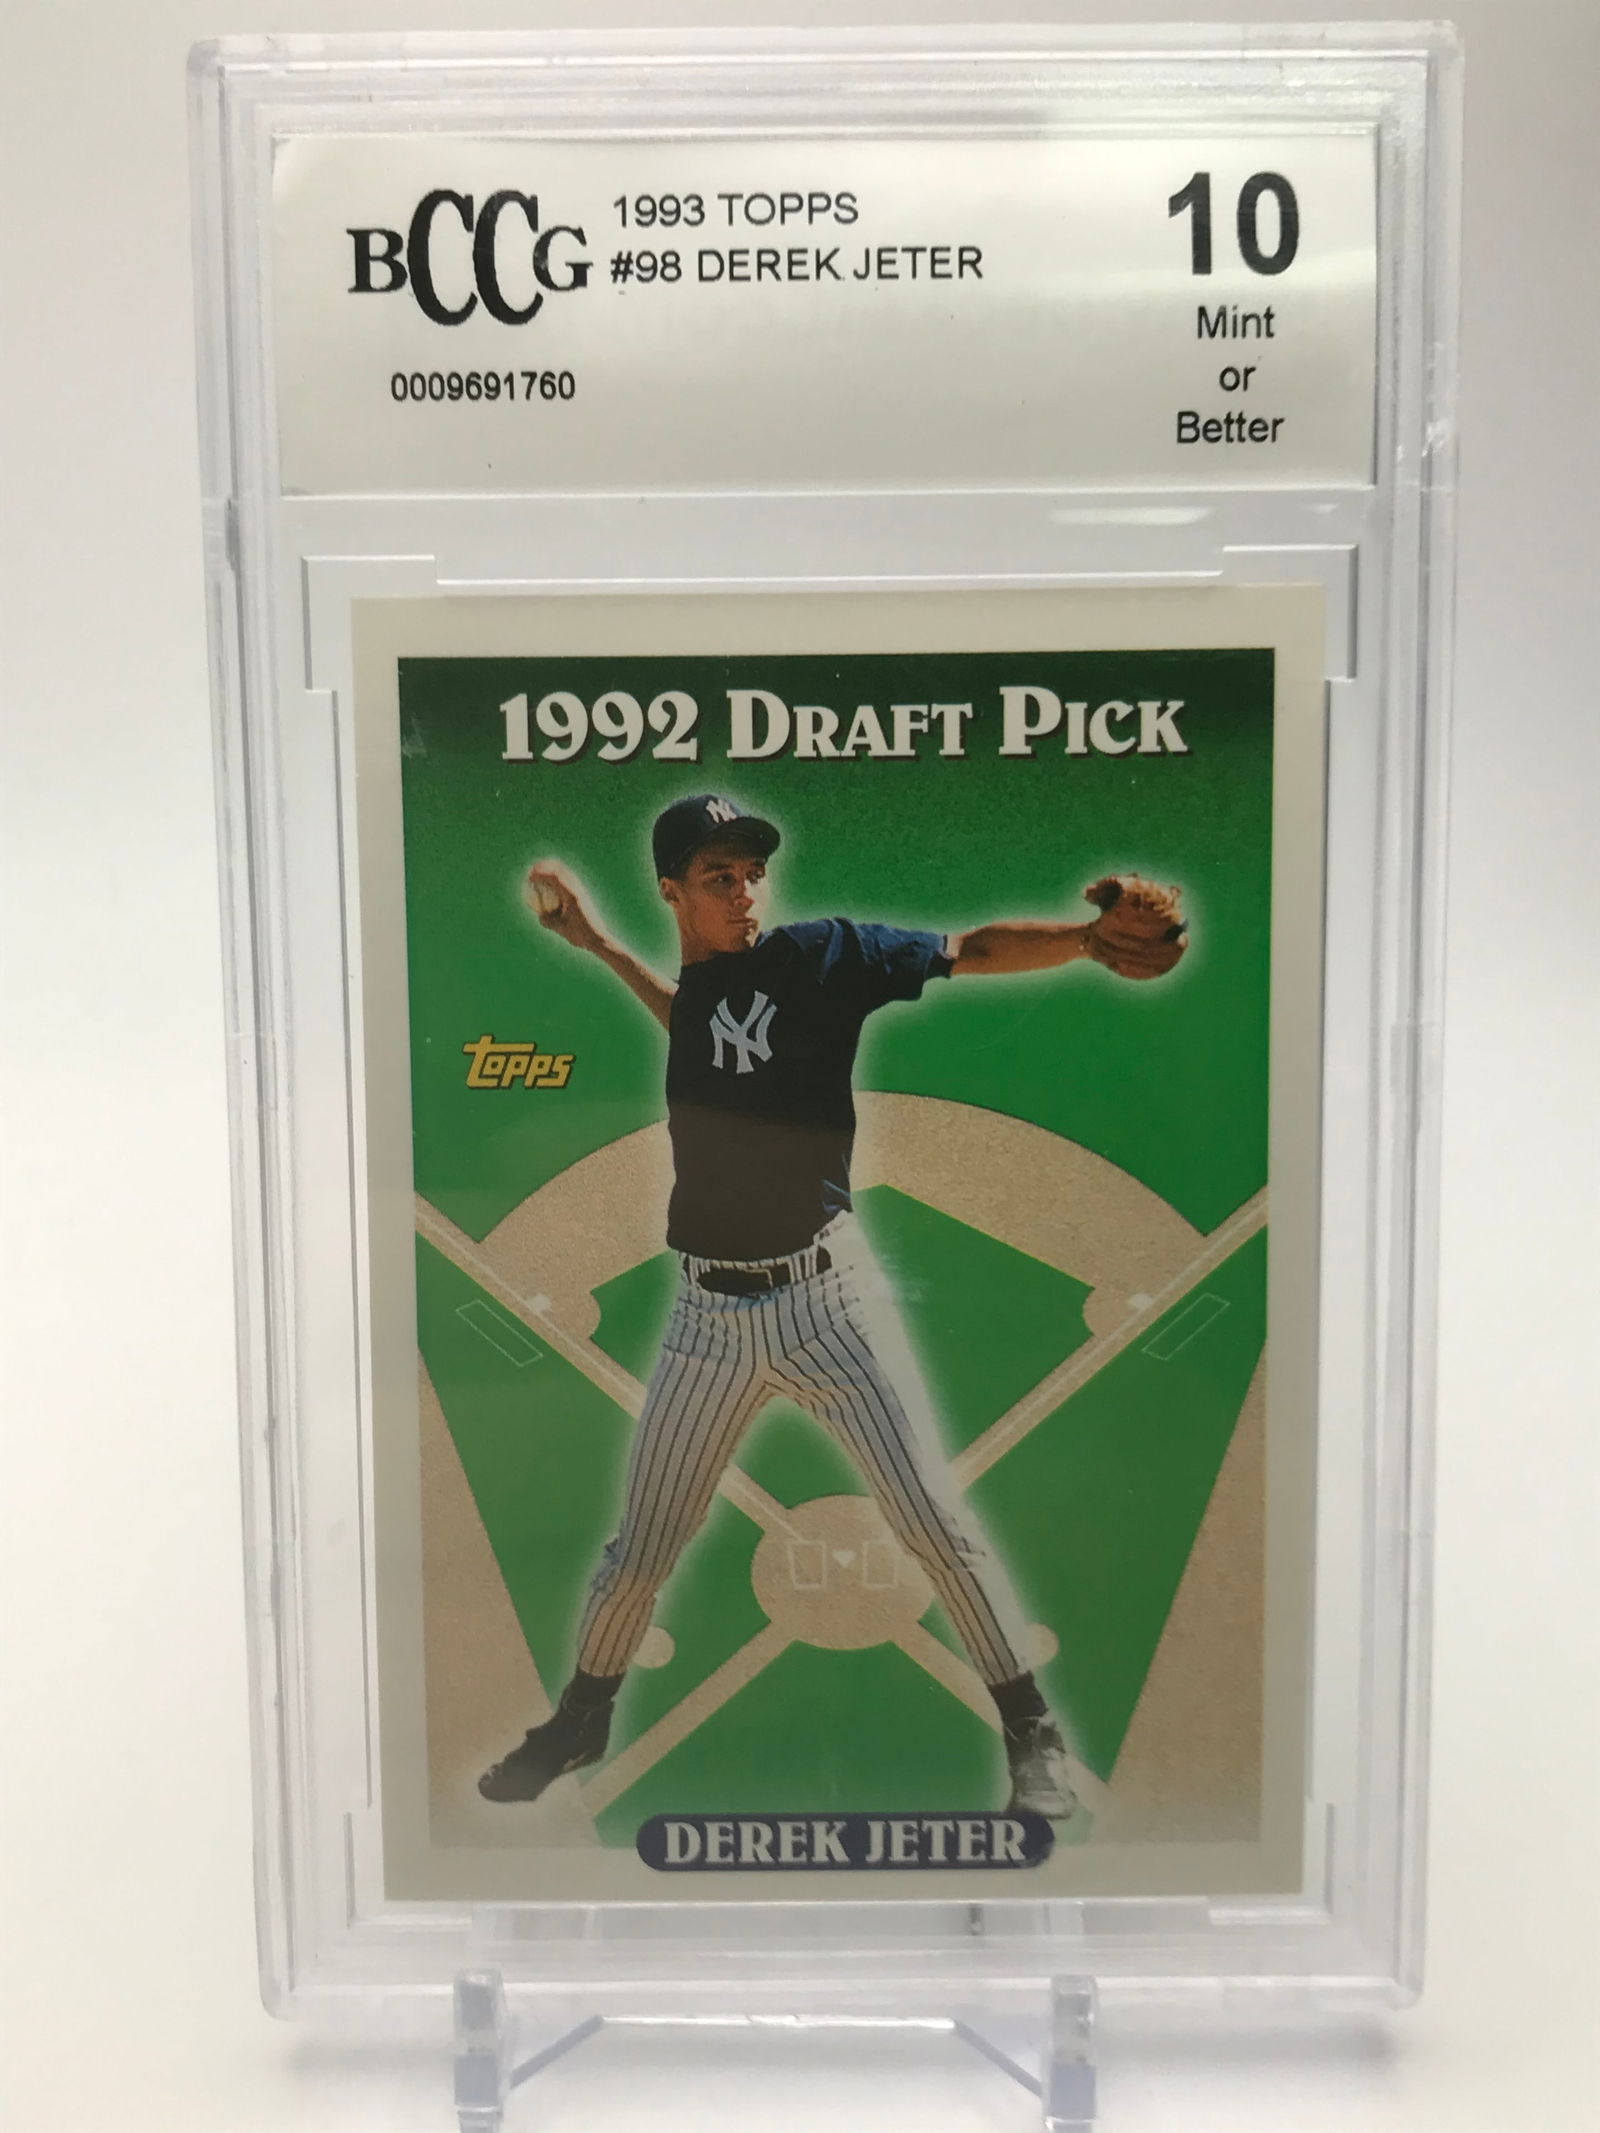 BCCG
1993 TOPPS
#98 DEREK JETER
0009691760
10
Mint
or
Better
1992 DRAFT PICK
NY
NY
TOPPS
DEREK JETER